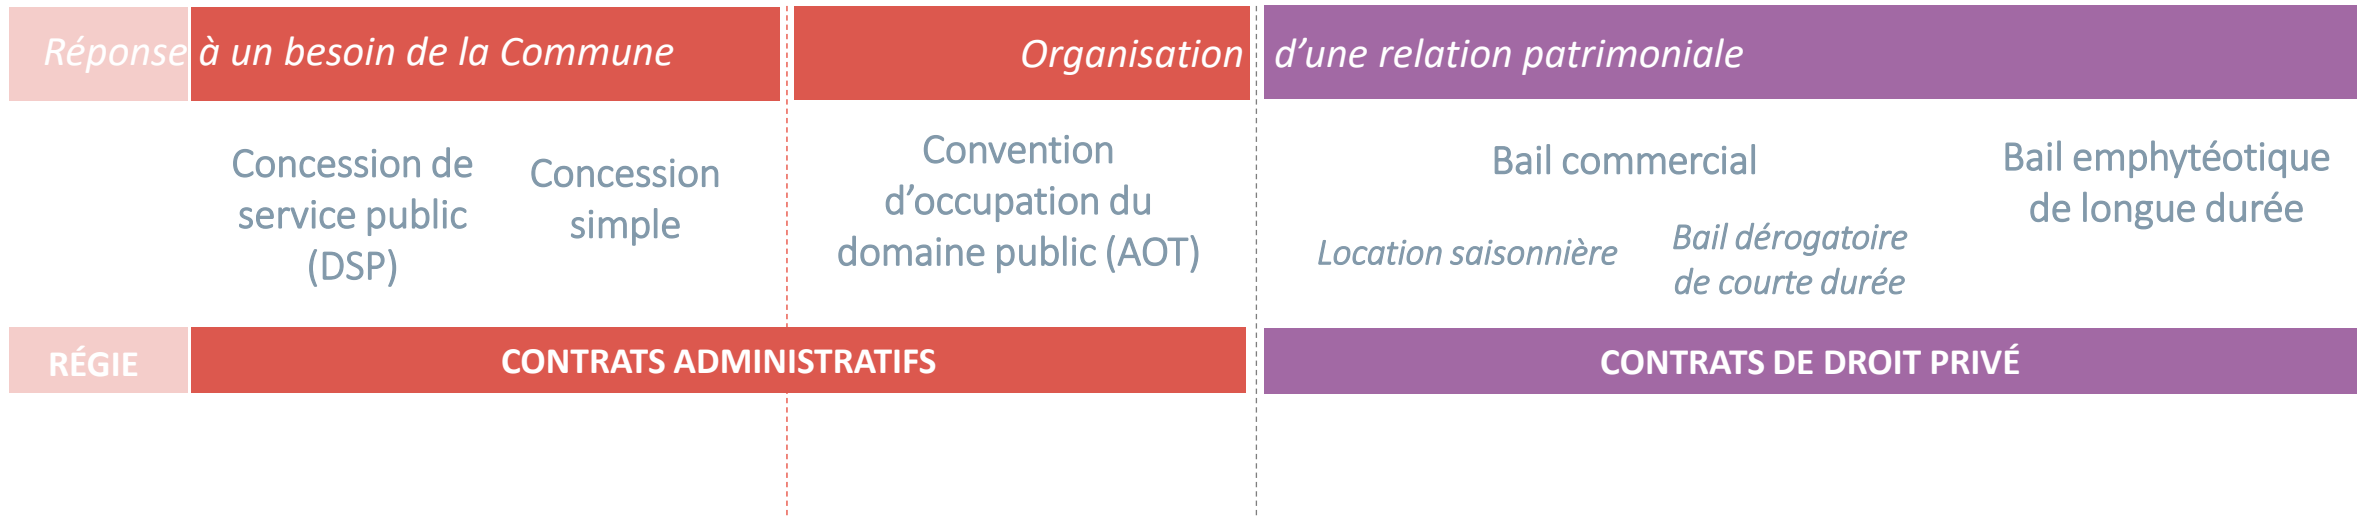 Réponse à un besoin de la Commune
Organisation d’une relation patrimoniale
Concession de
service public
(DSP)
Concession
simple
Convention
d’occupation du
domaine public (AOT)
Bail commercial
Location saisonnière
Bail dérogatoire
de courte durée
Bail emphytéotique
de longue durée
RÉGIE
CONTRATS ADMINISTRATIFS
CONTRATS DE DROIT PRIVÉ